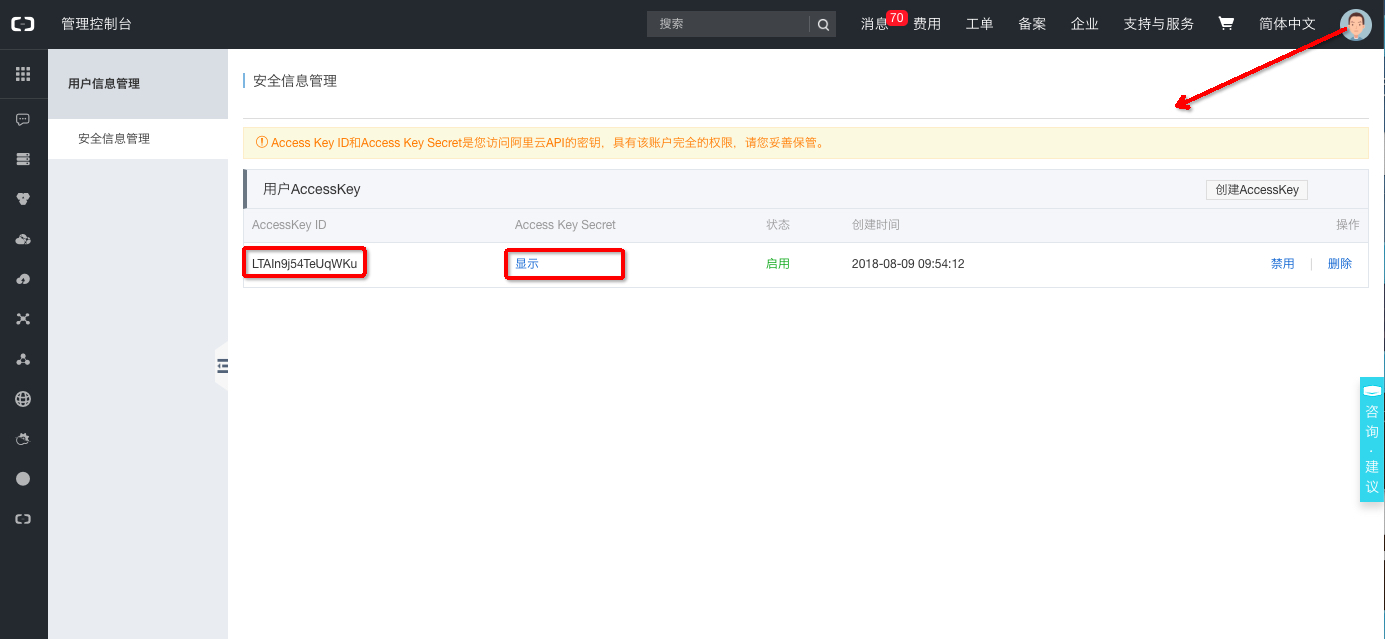 管理控制台
搜索
消息 70 费用 工单 备案 企业 支持与服务 简体中文
用户信息管理
安全信息管理
安全信息管理
Access Key ID和Access Key Secret是您访问阿里云API的密钥，具有该账户完全的权限，请您妥善保管。
用户AccessKey
创建AccessKey
AccessKey ID Access Key Secret 状态 创建时间 操作
LTAIn9j54TeUqWKu 显示 启用 2018-08-09 09:54:12 禁用 | 删除
咨询·建议